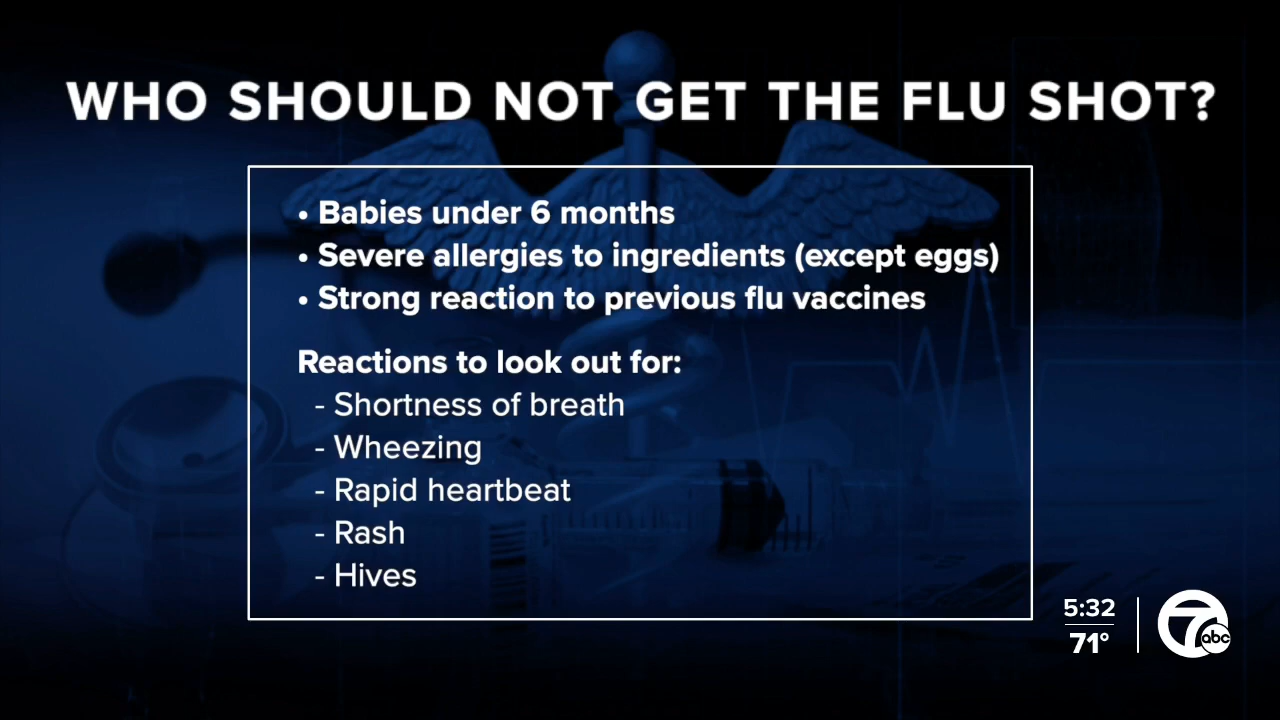 WHO SHOULD NOT GET THE FLU SHOT?
• Babies under 6 months
• Severe allergies to ingredients (except eggs)
• Strong reaction to previous flu vaccines
Reactions to look out for:
- Shortness of breath
- Wheezing
- Rapid heartbeat
- Rash
- Hives
5:32
71°
7 abc